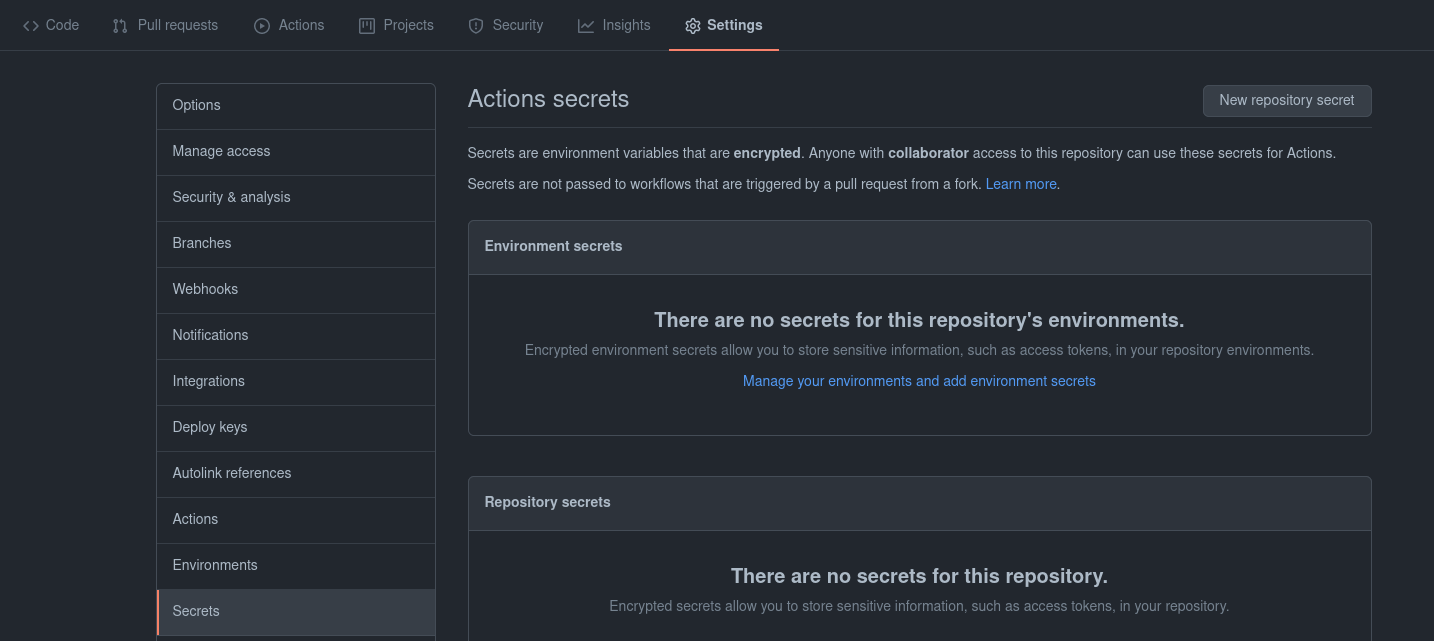 Code Pull requests Actions Projects Security Insights Settings
Options
Manage access
Security & analysis
Branches
Webhooks
Notifications
Integrations
Deploy keys
Autolink references
Actions
Environments
Secrets
Actions secrets
New repository secret
Secrets are environment variables that are encrypted. Anyone with collaborator access to this repository can use these secrets for Actions.
Secrets are not passed to workflows that are triggered by a pull request from a fork. Learn more.
Environment secrets
There are no secrets for this repository's environments.
Encrypted environment secrets allow you to store sensitive information, such as access tokens, in your repository environments.
Manage your environments and add environment secrets
Repository secrets
There are no secrets for this repository.
Encrypted secrets allow you to store sensitive information, such as access tokens, in your repository.